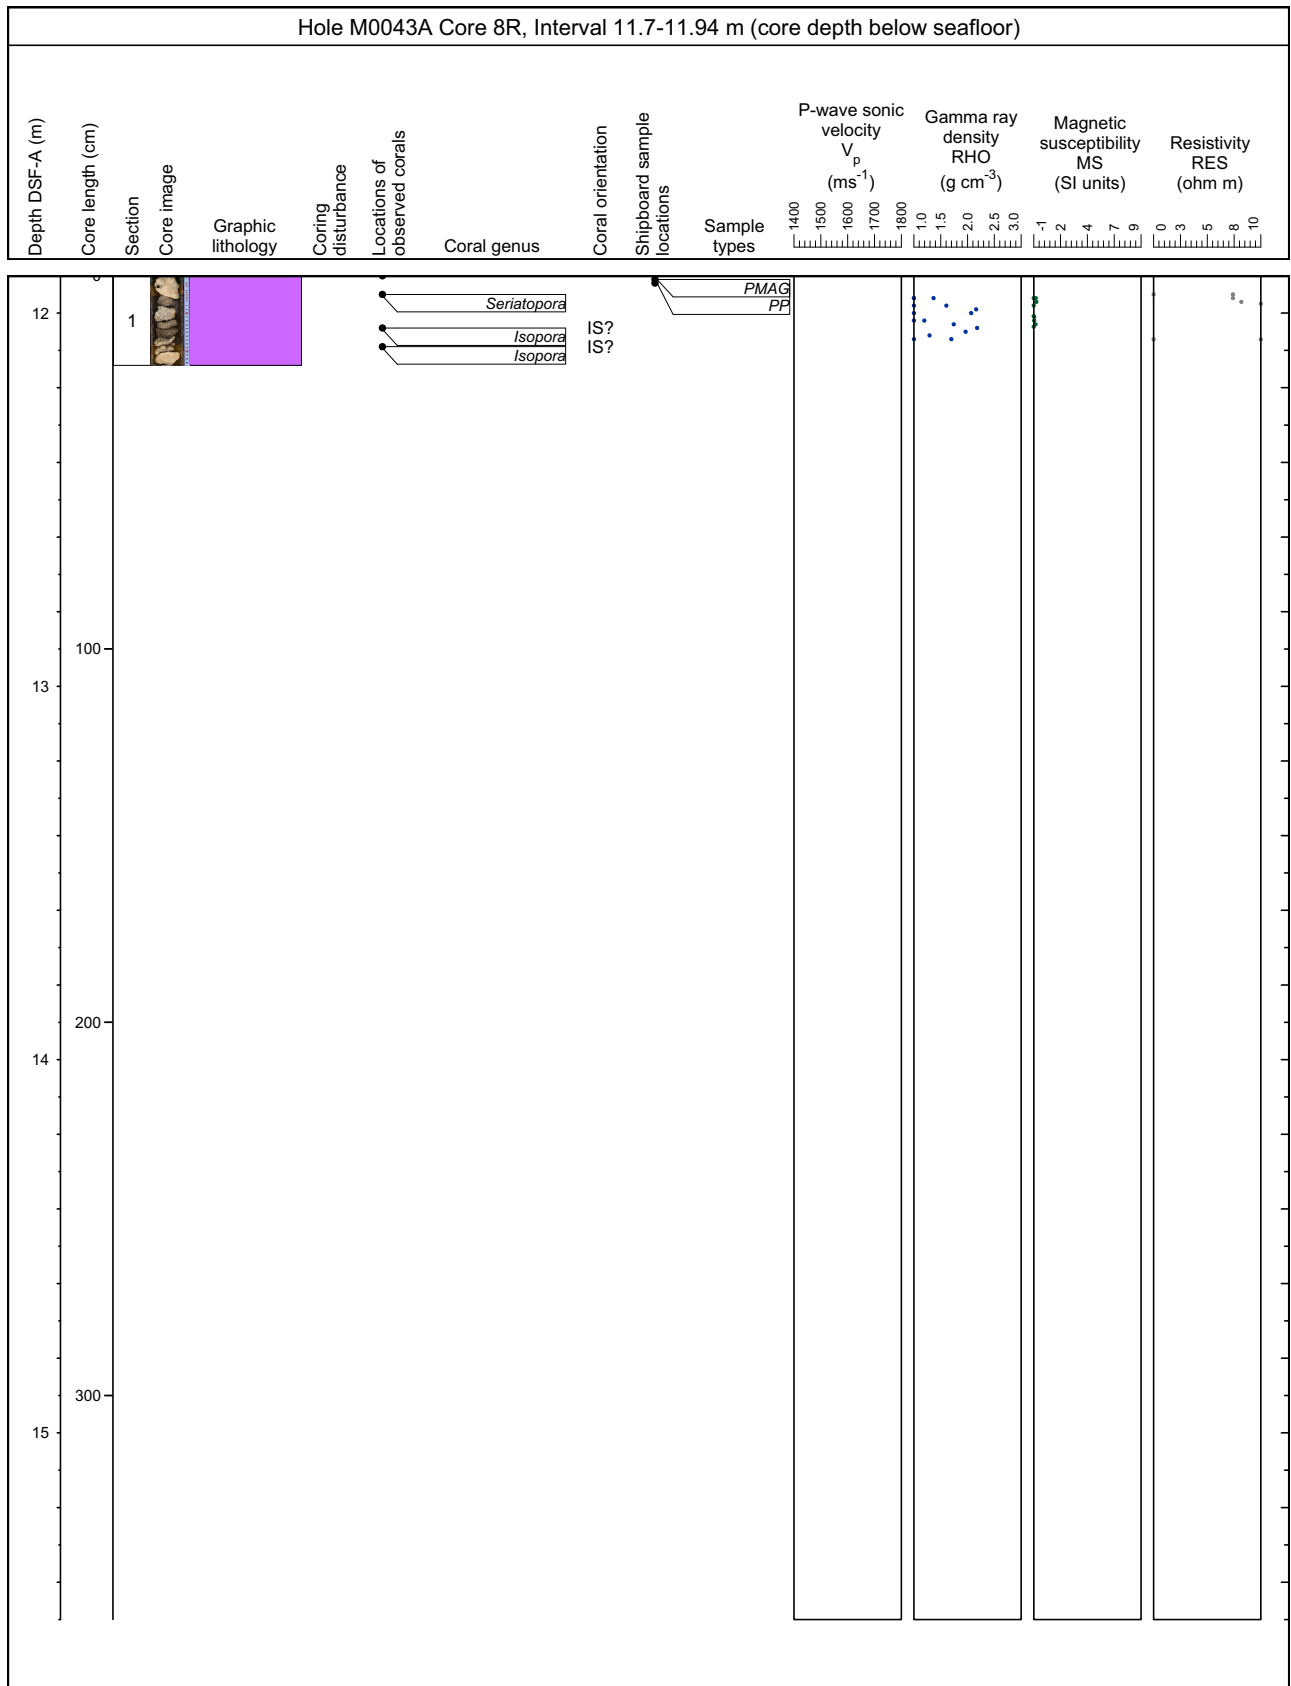 Hole M0043A Core 8R, Interval 11.7-11.94 m (core depth below seafloor)
Depth DSF-A (m)
Core length (cm)
Section
Core image
Graphic
lithology
Coring
disturbance
Locations of
observed corals
Coral genus
Coral orientation
Shipboard sample
locations
Sample
types
P-wave sonic
velocity
Vp
(ms-1)
1400 1500 1600 1700 1800
Gamma ray
density
RHO
(g cm-3)
1.0 1.5 2.0 2.5 3.0
Magnetic
susceptibility
MS
(SI units)
-1 2 4 7 9
Resistivity
RES
(ohm m)
0 3 5 8 10
PMAG
Seriatopora
PP
12
1
IS?
Isopora
IS?
Isopora
100
13
200
14
300
15